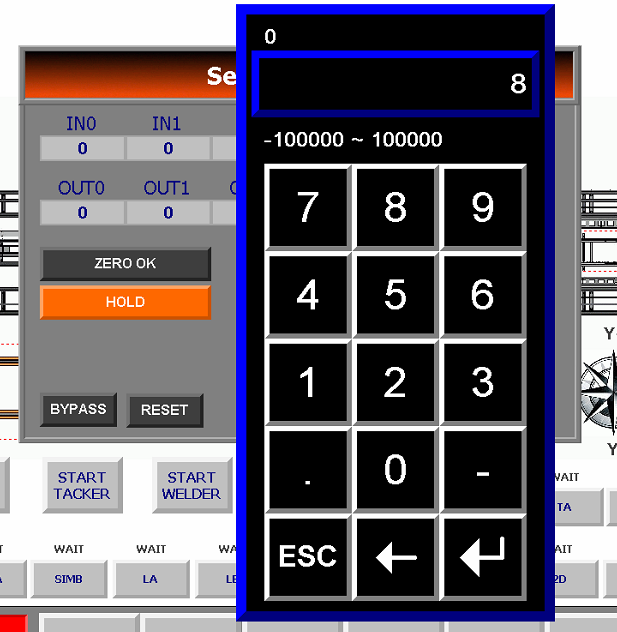 0
Se
8
-100000 ~ 100000
IN0 IN1
0 0
OUT0 OUT1
0 0
ZERO OK
HOLD
BYPASS RESET
7 8 9
4 5 6
1 2 3
. 0 -
ESC ← ↵
Y
Y
START
TACKER
START
WELDER
WAIT
TA
WAIT WAIT WA
SIMB LA LE
AIT
2D